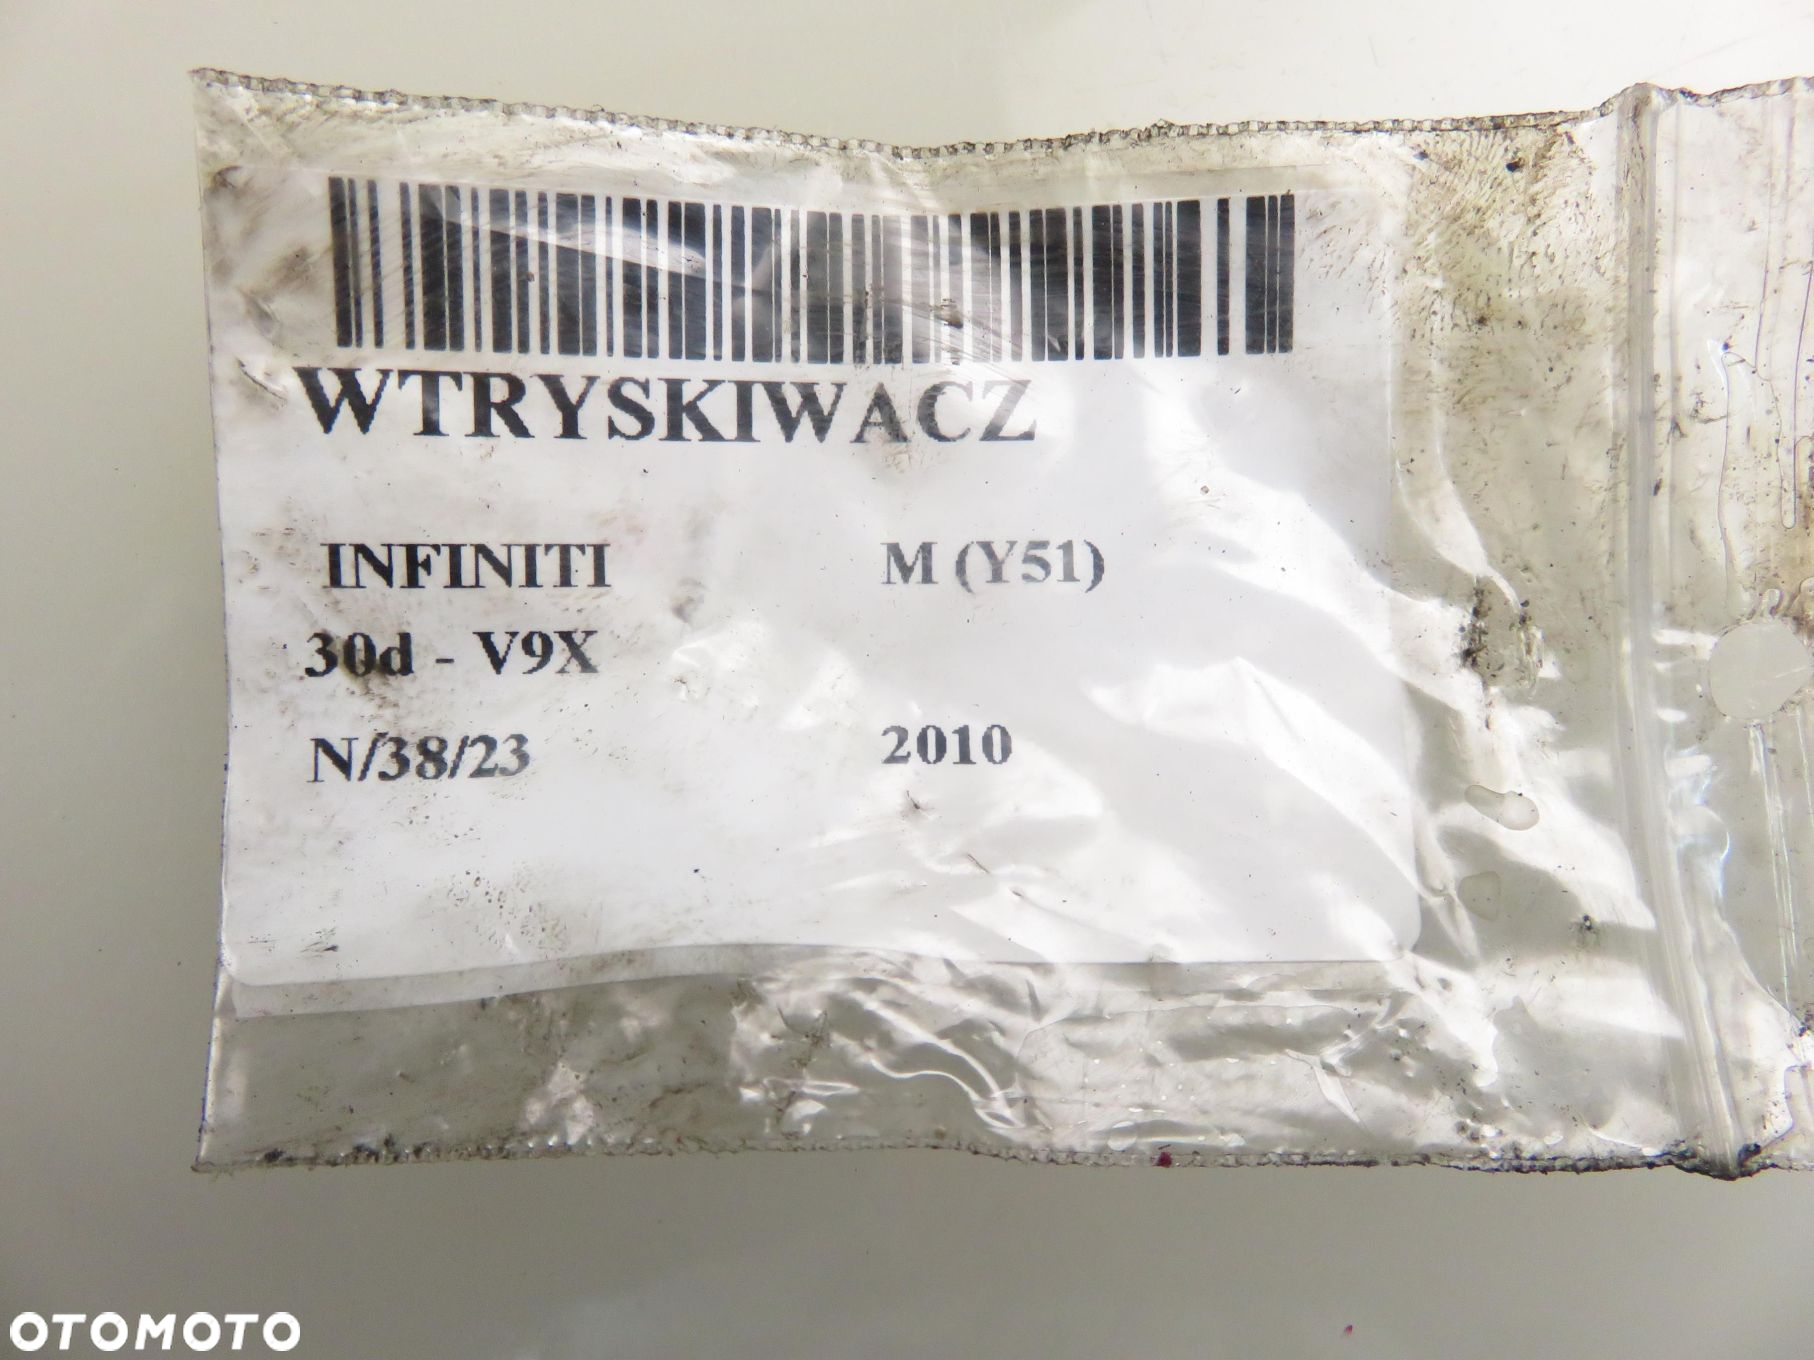 WTRYSKIWACZ
INFINITI M (Y51)
30d - V9X
N/38/23 2010
OTOMOTO